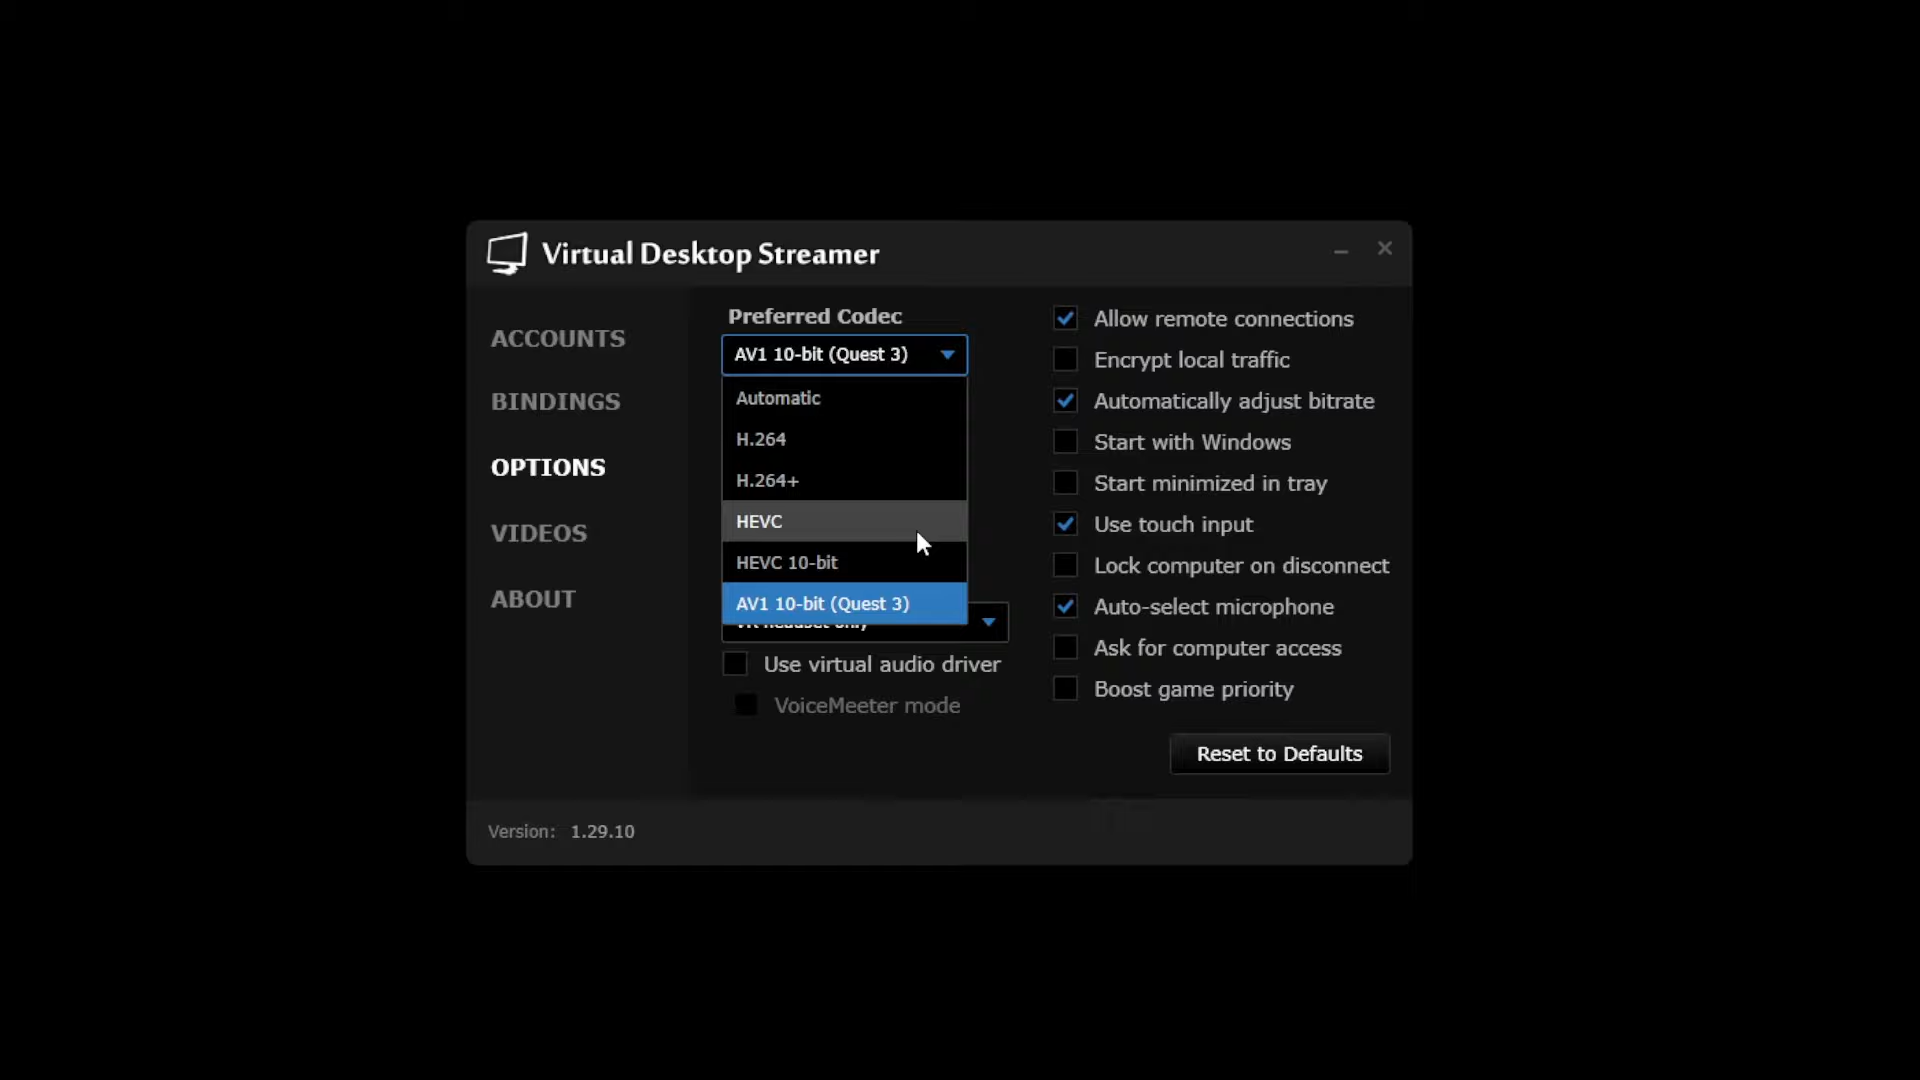 Virtual Desktop Streamer
ACCOUNTS
BINDINGS
OPTIONS
VIDEOS
ABOUT
Preferred Codec
AV1 10-bit (Quest 3)
Automatic
H.264
H.264+
HEVC
HEVC 10-bit
AV1 10-bit (Quest 3)
VR headset only
Use virtual audio driver
VoiceMeeter mode
Allow remote connections
Encrypt local traffic
Automatically adjust bitrate
Start with Windows
Start minimized in tray
Use touch input
Lock computer on disconnect
Auto-select microphone
Ask for computer access
Boost game priority
Reset to Defaults
Version: 1.29.10